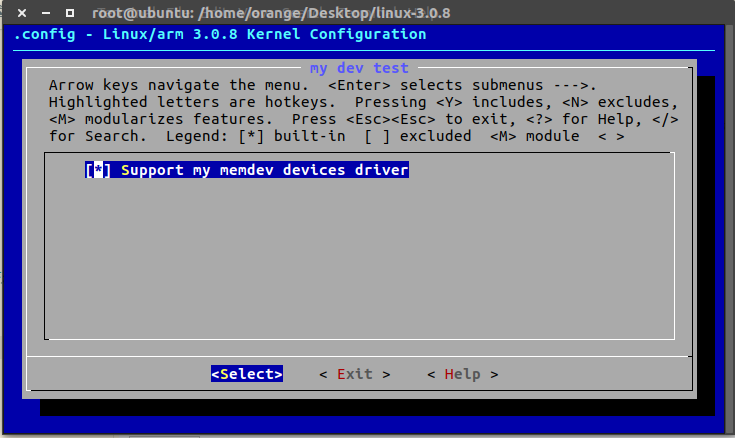 root@ubuntu: /home/orange/Desktop/linux-3.0.8
.config - Linux/arm 3.0.8 Kernel Configuration
my dev test
Arrow keys navigate the menu.  <Enter> selects submenus --->.
Highlighted letters are hotkeys.  Pressing <Y> includes, <N> excludes,
<M> modularizes features.  Press <Esc><Esc> to exit, <?> for Help, </>
for Search.  Legend: [*] built-in  [ ] excluded  <M> module  < >
[*] Support my memdev devices driver
<Select>    < Exit >    < Help >